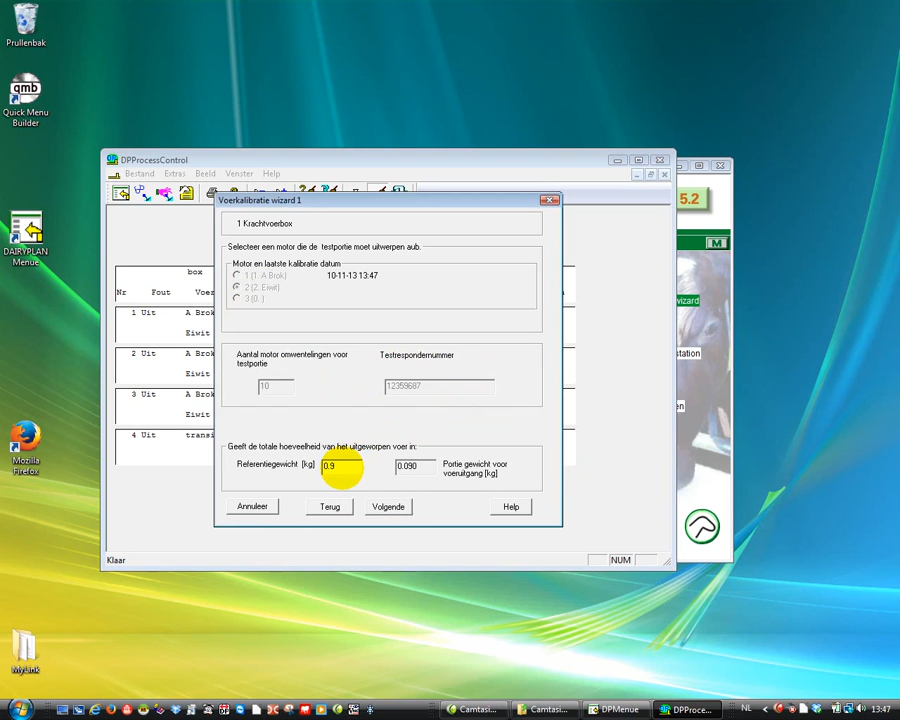 Prullenbak
qmb
Quick Menu
Builder
DAIRYPLAN
Menue
Mozilla
Firefox
MyLink
DPProcessControl
Bestand Extras Beeld Venster Help
5.2
M
wizard
station
en
box
Nr Fout Voer
1 Uit A Brok
Eiwit
2 Uit A Brok
Eiwit
3 Uit A Brok
Eiwit
4 Uit transi
Klaar
NUM
Voerkalibratie wizard 1
1 Krachtvoerbox
Selecteer een motor die de testportie moet uitwerpen aub.
Motor en laatste kalibratie datum
1 (1. A Brok) 10-11-13 13:47
2 (2. Eiwit)
3 (0. )
Aantal motor omwentelingen voor
testportie
Testrespondernummer
10
12359687
Geeft de totale hoeveelheid van het uitgeworpen voer in:
Referentiegewicht [kg] 0.9 0.090 Portie gewicht voor
voeruitgang [kg]
Annuleer Terug Volgende Help
Camtasi... Camtasi... DPMenue DPProce... NL 13:47